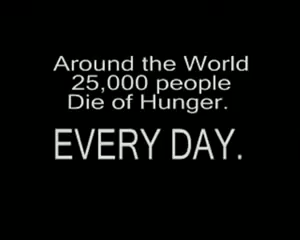 Around the World
25,000 people
Die of Hunger.
EVERY DAY.